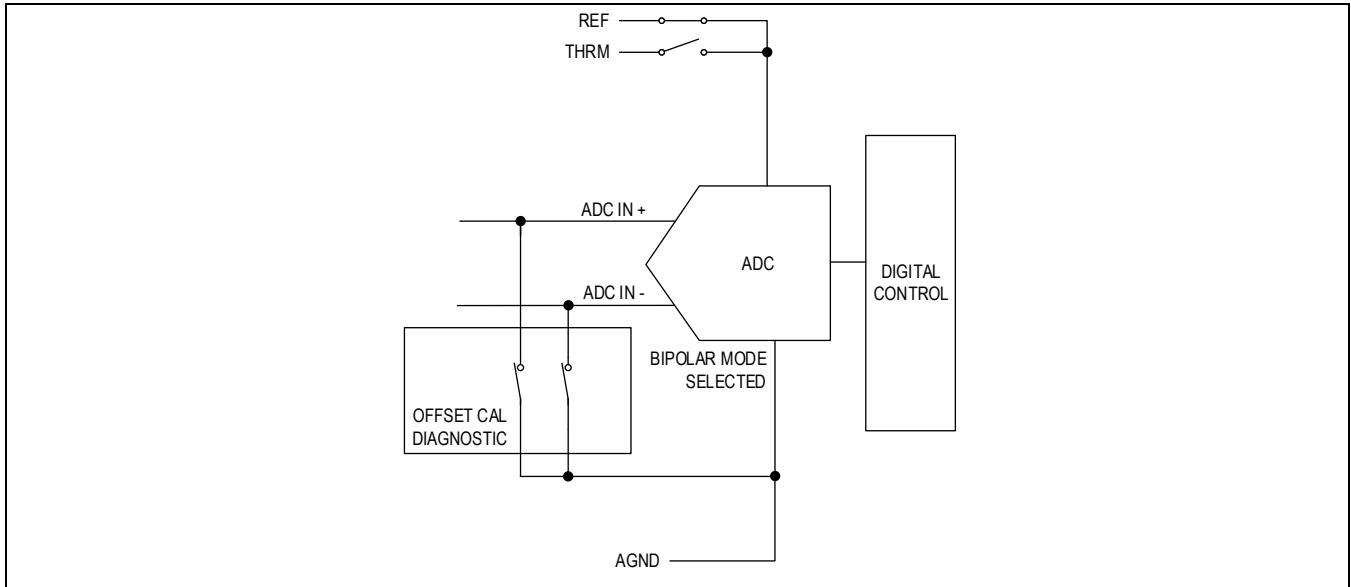 REF
THRM
ADC IN +
ADC
DIGITAL
CONTROL
ADC IN -
BIPOLAR MODE
SELECTED
OFFSET CAL
DIAGNOSTIC
AGND